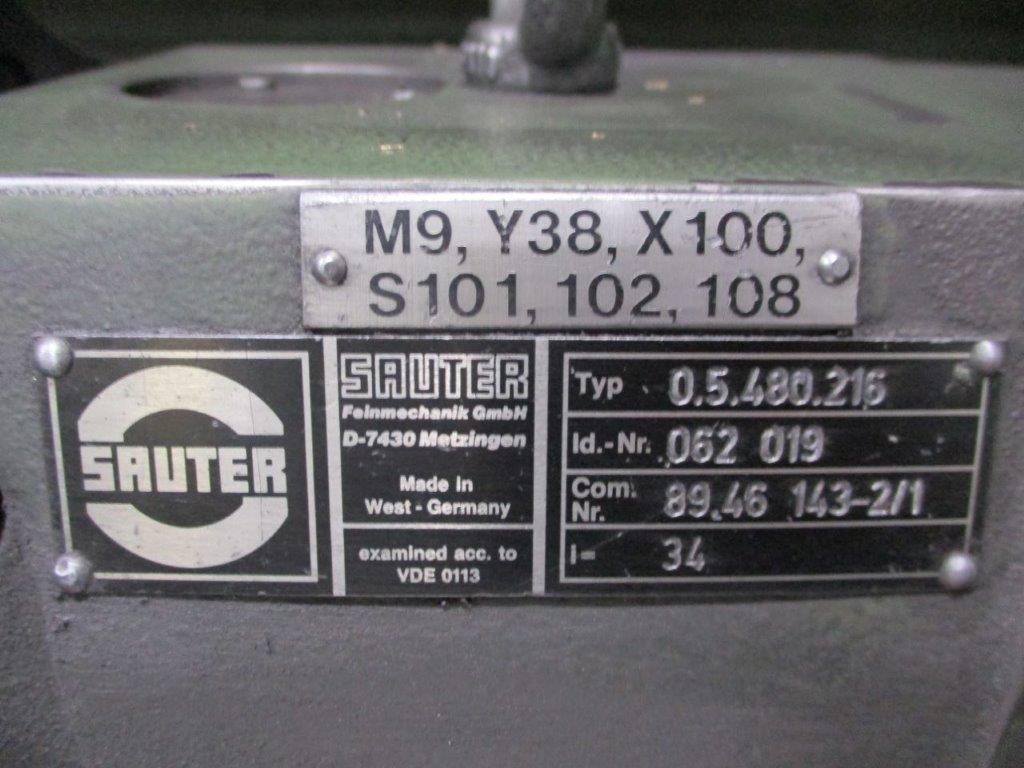 M9, Y38, X100,
S101, 102, 108
SAUTER
SAUTER
Feinmechanik GmbH
D-7430 Metzingen
Made in
West - Germany
examined acc. to
VDE 0113
Typ 0.5.480.216
Id.-Nr. 062 019
Com. Nr. 89.46 143-2/1
i= 34